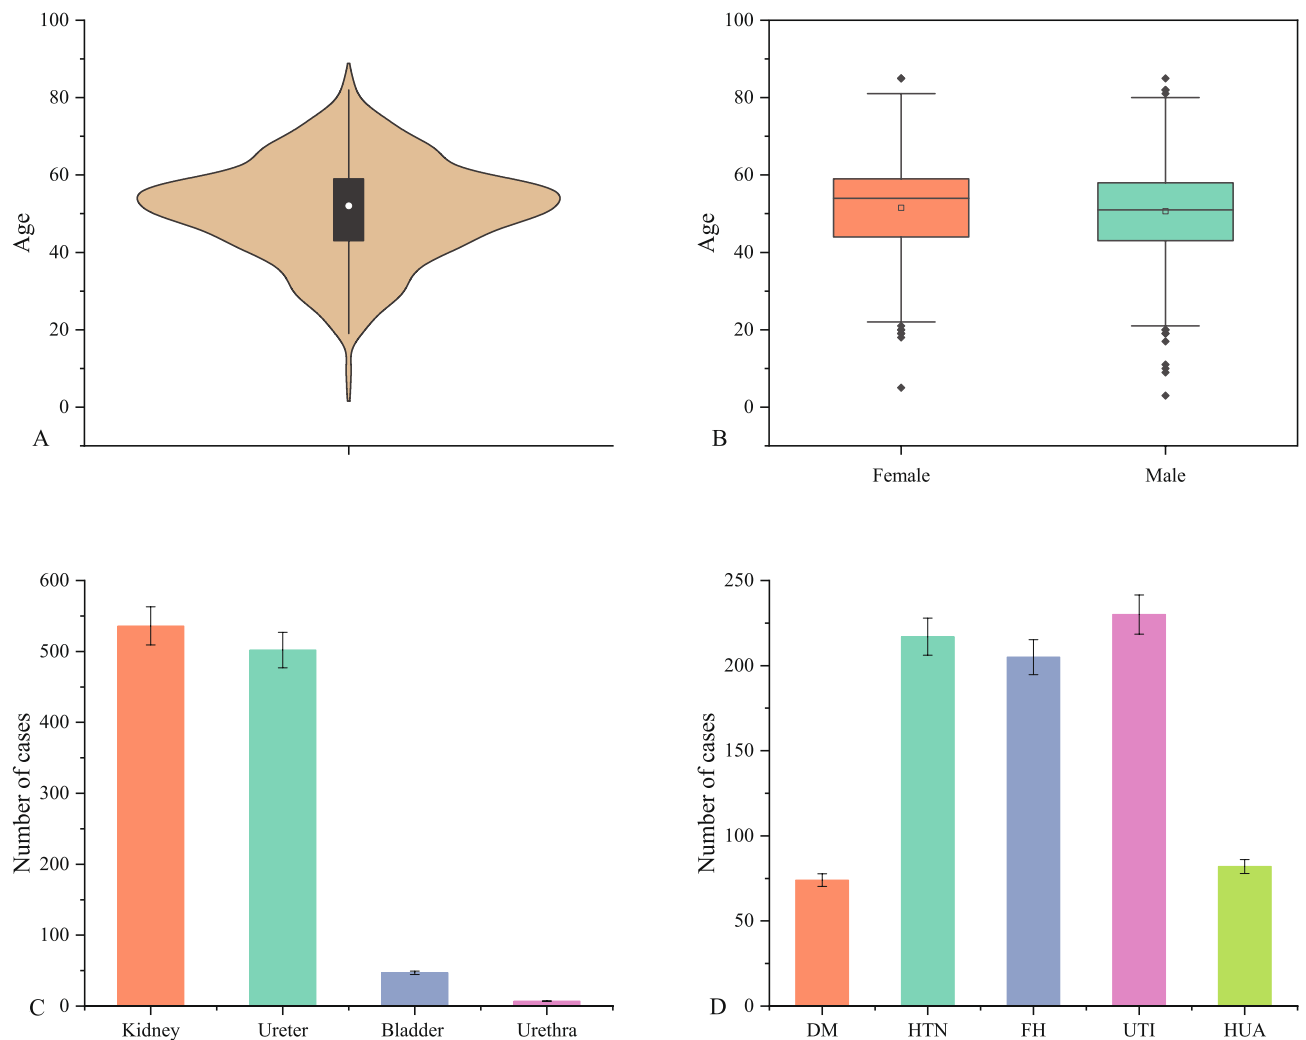 100
80
60
40
20
0
Age
A
100
80
60
40
20
0
Age
B
Female Male
600
500
400
300
200
100
0
Number of cases
C
Kidney Ureter Bladder Urethra
250
200
150
100
50
0
Number of cases
D
DM HTN FH UTI HUA